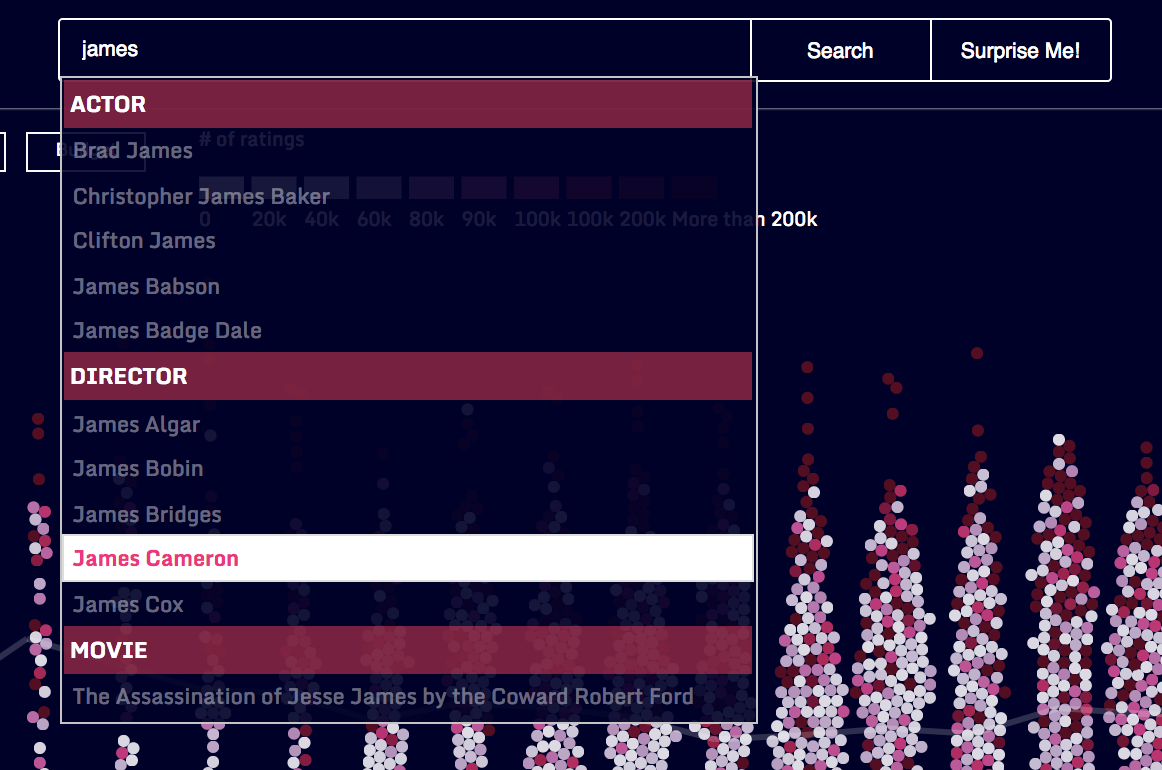 james
Search
Surprise Me!
ACTOR
# of ratings
Brad James
Christopher James Baker
0 20k 40k 60k 80k 90k 100k 100k 200k More than 200k
Clifton James
James Babson
James Badge Dale
DIRECTOR
James Algar
James Bobin
James Bridges
James Cameron
James Cox
MOVIE
The Assassination of Jesse James by the Coward Robert Ford